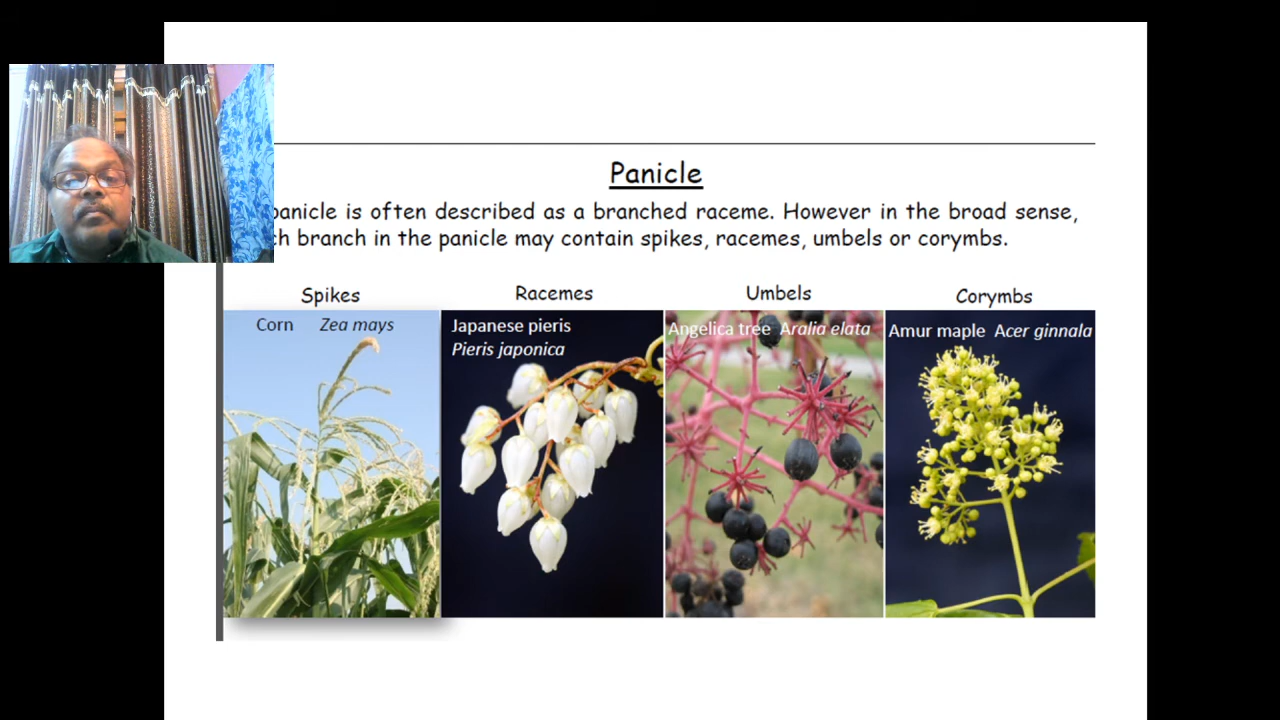 Panicle
panicle is often described as a branched raceme. However in the broad sense,
branch in the panicle may contain spikes, racemes, umbels or corymbs.
Spikes Racemes Umbels Corymbs
Corn Zea mays
Japanese pieris
Pieris japonica
Angelica tree Aralia elata
Amur maple Acer ginnala